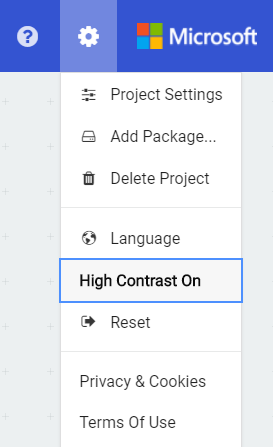 Microsoft
Project Settings
Add Package...
Delete Project
Language
High Contrast On
Reset
Privacy & Cookies
Terms Of Use